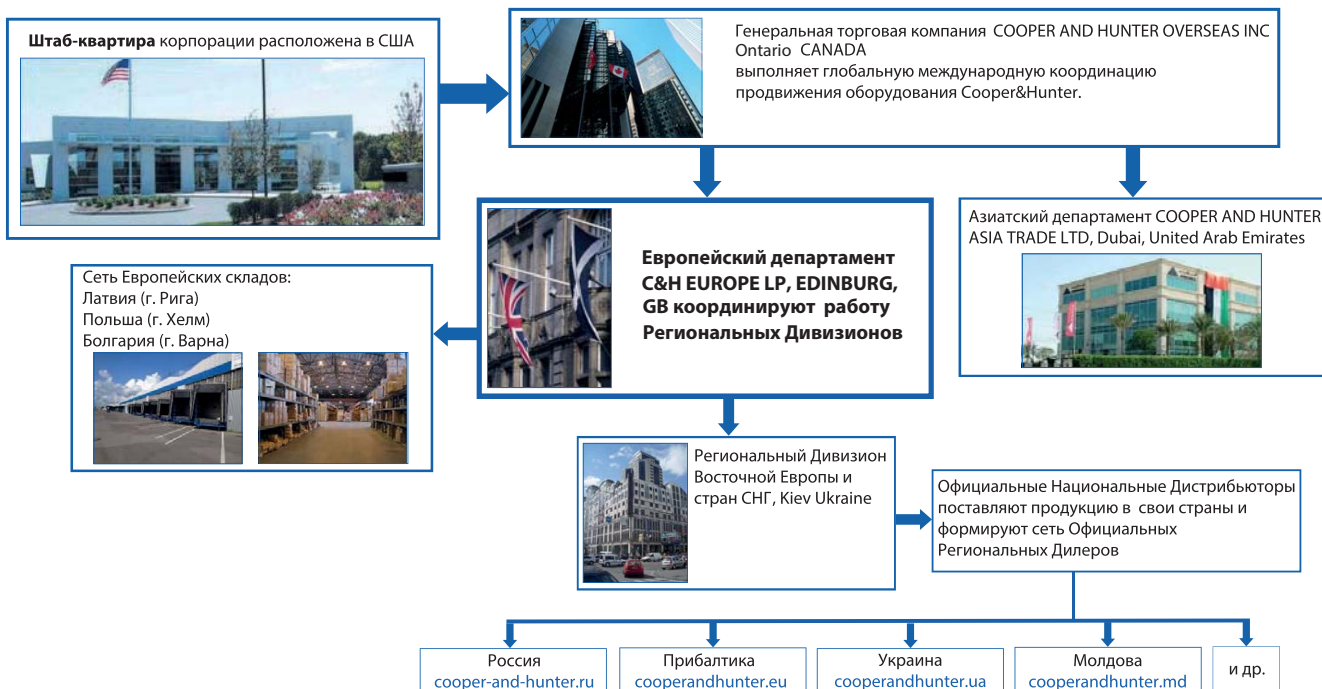 Штаб-квартира корпорации расположена в США
Генеральная торговая компания COOPER AND HUNTER OVERSEAS INC
Ontario CANADA
выполняет глобальную международную координацию
продвижения оборудования Cooper&Hunter.
Азиатский департамент COOPER AND HUNTER
ASIA TRADE LTD, Dubai, United Arab Emirates
Европейский департамент
C&H EUROPE LP, EDINBURG,
GB координируют работу
Региональных Дивизионов
Сеть Европейских складов:
Латвия (г. Рига)
Польша (г. Хелм)
Болгария (г. Варна)
Региональный Дивизион
Восточной Европы и
стран СНГ, Kiev Ukraine
Официальные Национальные Дистрибьюторы
поставляют продукцию в свои страны и
формируют сеть Официальных
Региональных Дилеров
Россия
cooper-and-hunter.ru
Прибалтика
cooperandhunter.eu
Украина
cooperandhunter.ua
Молдова
cooperandhunter.md
и др.